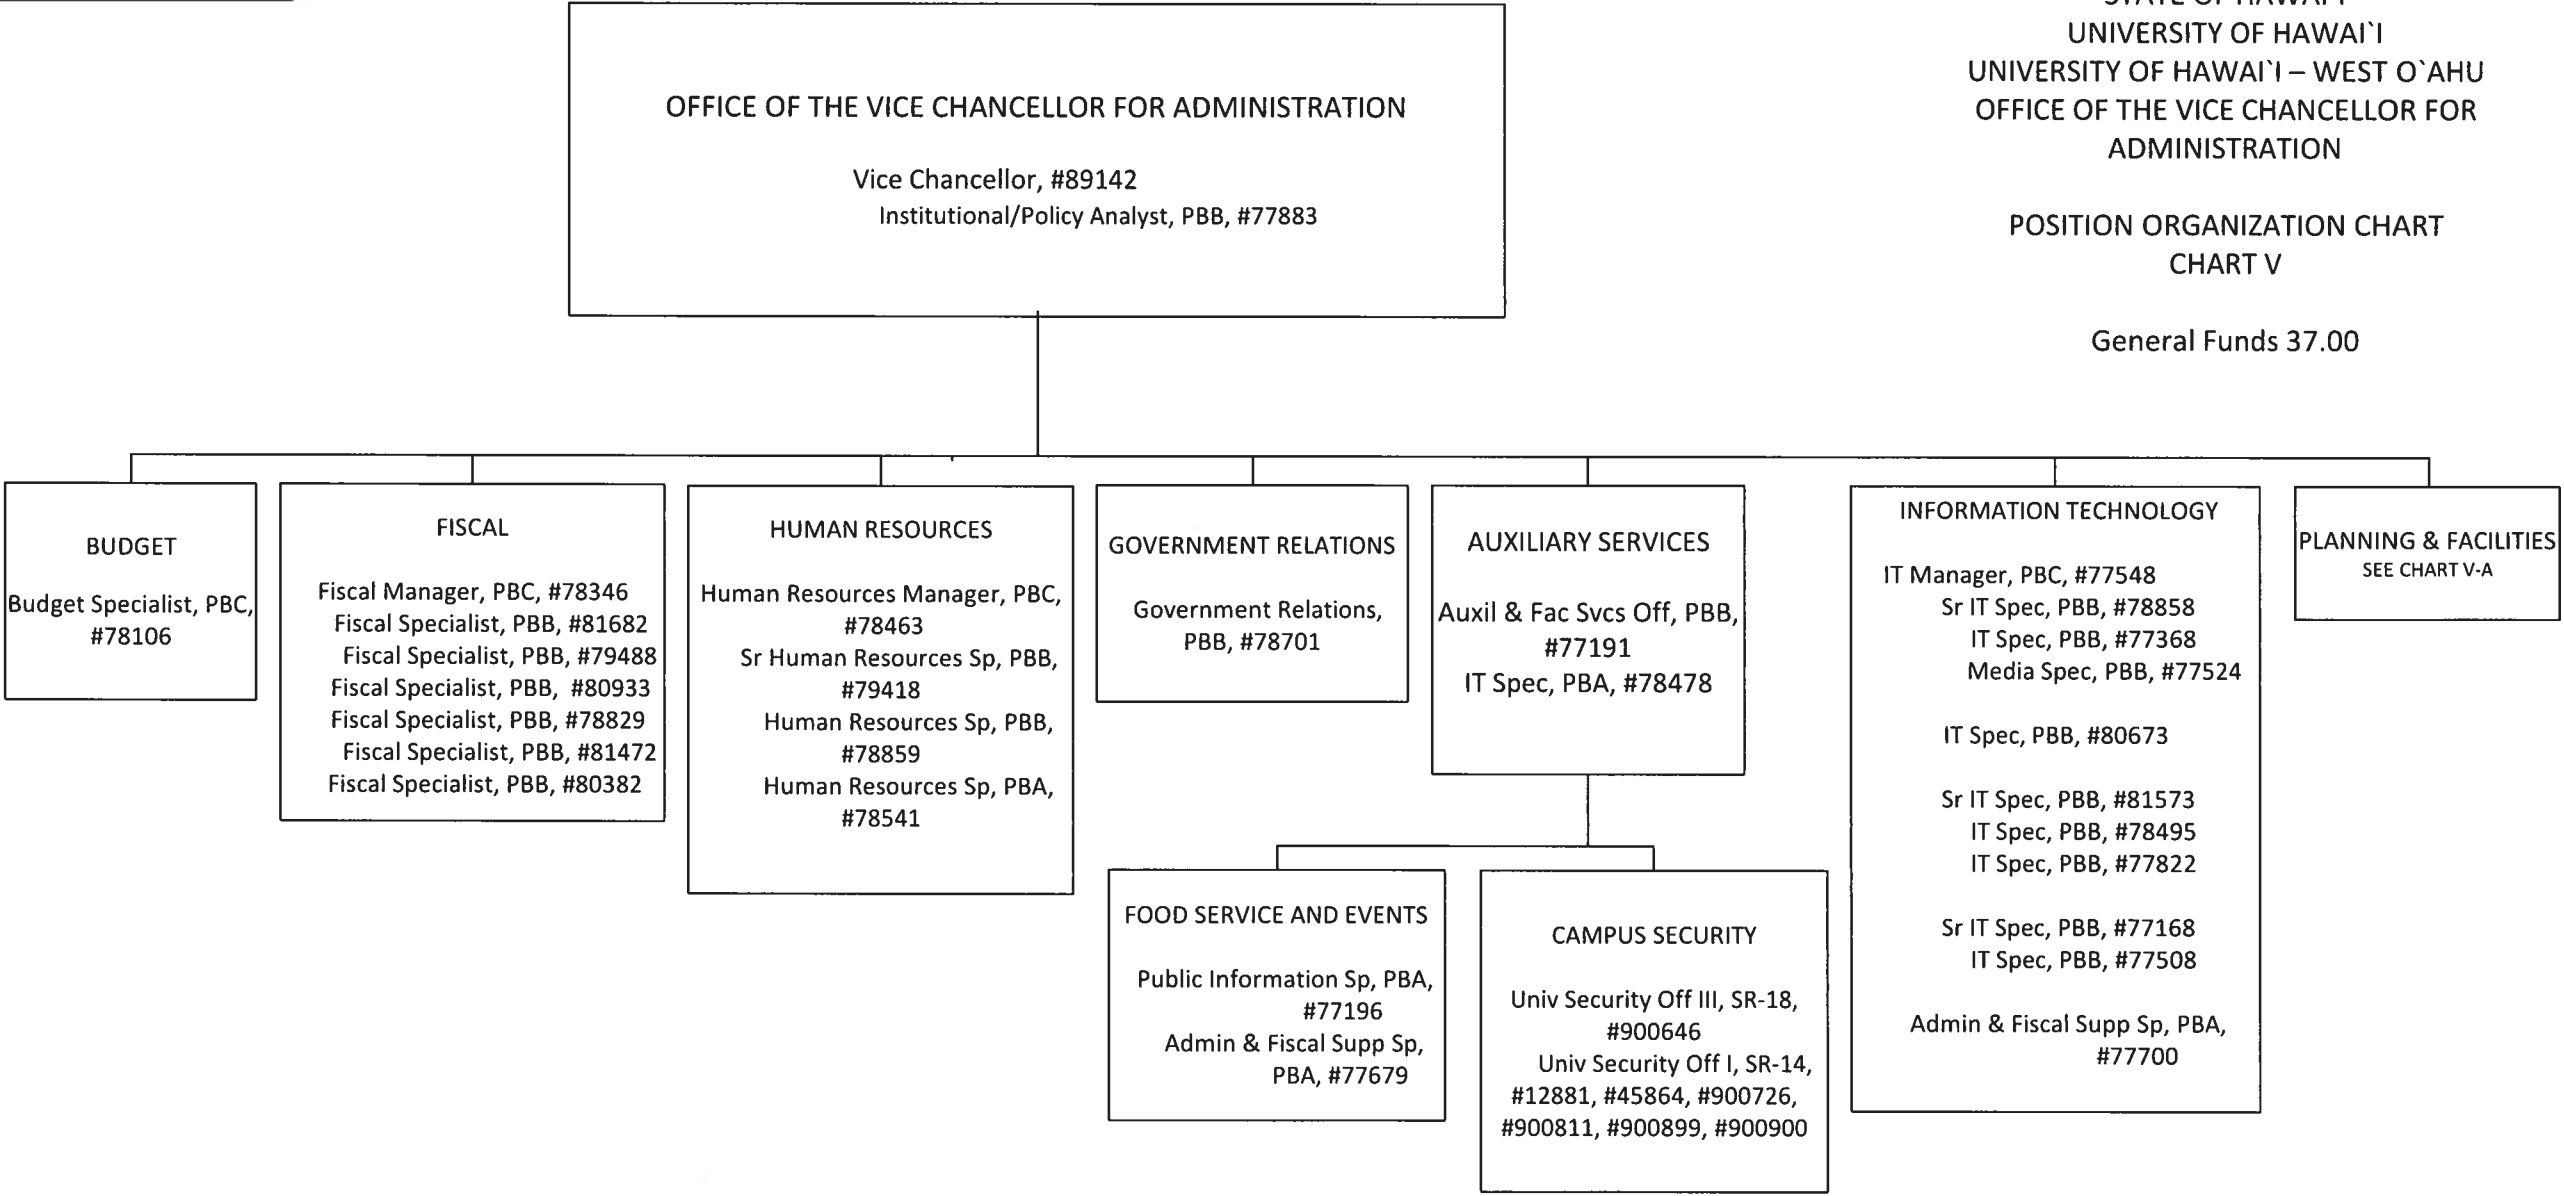 STATE OF HAWAI`I
UNIVERSITY OF HAWAI`I
UNIVERSITY OF HAWAI`I – WEST O`AHU
OFFICE OF THE VICE CHANCELLOR FOR
ADMINISTRATION
POSITION ORGANIZATION CHART
CHART V
General Funds 37.00
OFFICE OF THE VICE CHANCELLOR FOR ADMINISTRATION
Vice Chancellor, #89142
Institutional/Policy Analyst, PBB, #77883
BUDGET
Budget Specialist, PBC,
#78106
FISCAL
Fiscal Manager, PBC, #78346
Fiscal Specialist, PBB, #81682
Fiscal Specialist, PBB, #79488
Fiscal Specialist, PBB, #80933
Fiscal Specialist, PBB, #78829
Fiscal Specialist, PBB, #81472
Fiscal Specialist, PBB, #80382
HUMAN RESOURCES
Human Resources Manager, PBC,
#78463
Sr Human Resources Sp, PBB,
#79418
Human Resources Sp, PBB,
#78859
Human Resources Sp, PBA,
#78541
GOVERNMENT RELATIONS
Government Relations,
PBB, #78701
AUXILIARY SERVICES
Auxil & Fac Svcs Off, PBB,
#77191
IT Spec, PBA, #78478
FOOD SERVICE AND EVENTS
Public Information Sp, PBA,
#77196
Admin & Fiscal Supp Sp,
PBA, #77679
CAMPUS SECURITY
Univ Security Off III, SR-18,
#900646
Univ Security Off I, SR-14,
#12881, #45864, #900726,
#900811, #900899, #900900
INFORMATION TECHNOLOGY
IT Manager, PBC, #77548
Sr IT Spec, PBB, #78858
IT Spec, PBB, #77368
Media Spec, PBB, #77524
IT Spec, PBB, #80673
Sr IT Spec, PBB, #81573
IT Spec, PBB, #78495
IT Spec, PBB, #77822
Sr IT Spec, PBB, #77168
IT Spec, PBB, #77508
Admin & Fiscal Supp Sp, PBA,
#77700
PLANNING & FACILITIES
SEE CHART V-A